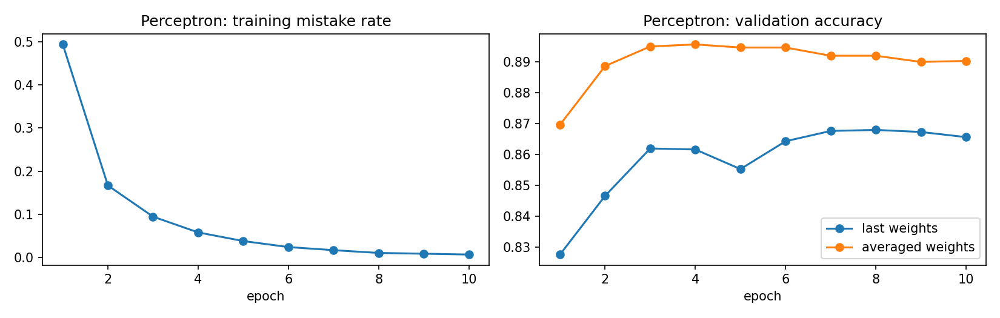 Perceptron: training mistake rate
0.5
0.4
0.3
0.2
0.1
0.0
2 4 6 8 10
epoch
Perceptron: validation accuracy
0.89
0.88
0.87
0.86
0.85
0.84
0.83
last weights
averaged weights
2 4 6 8 10
epoch